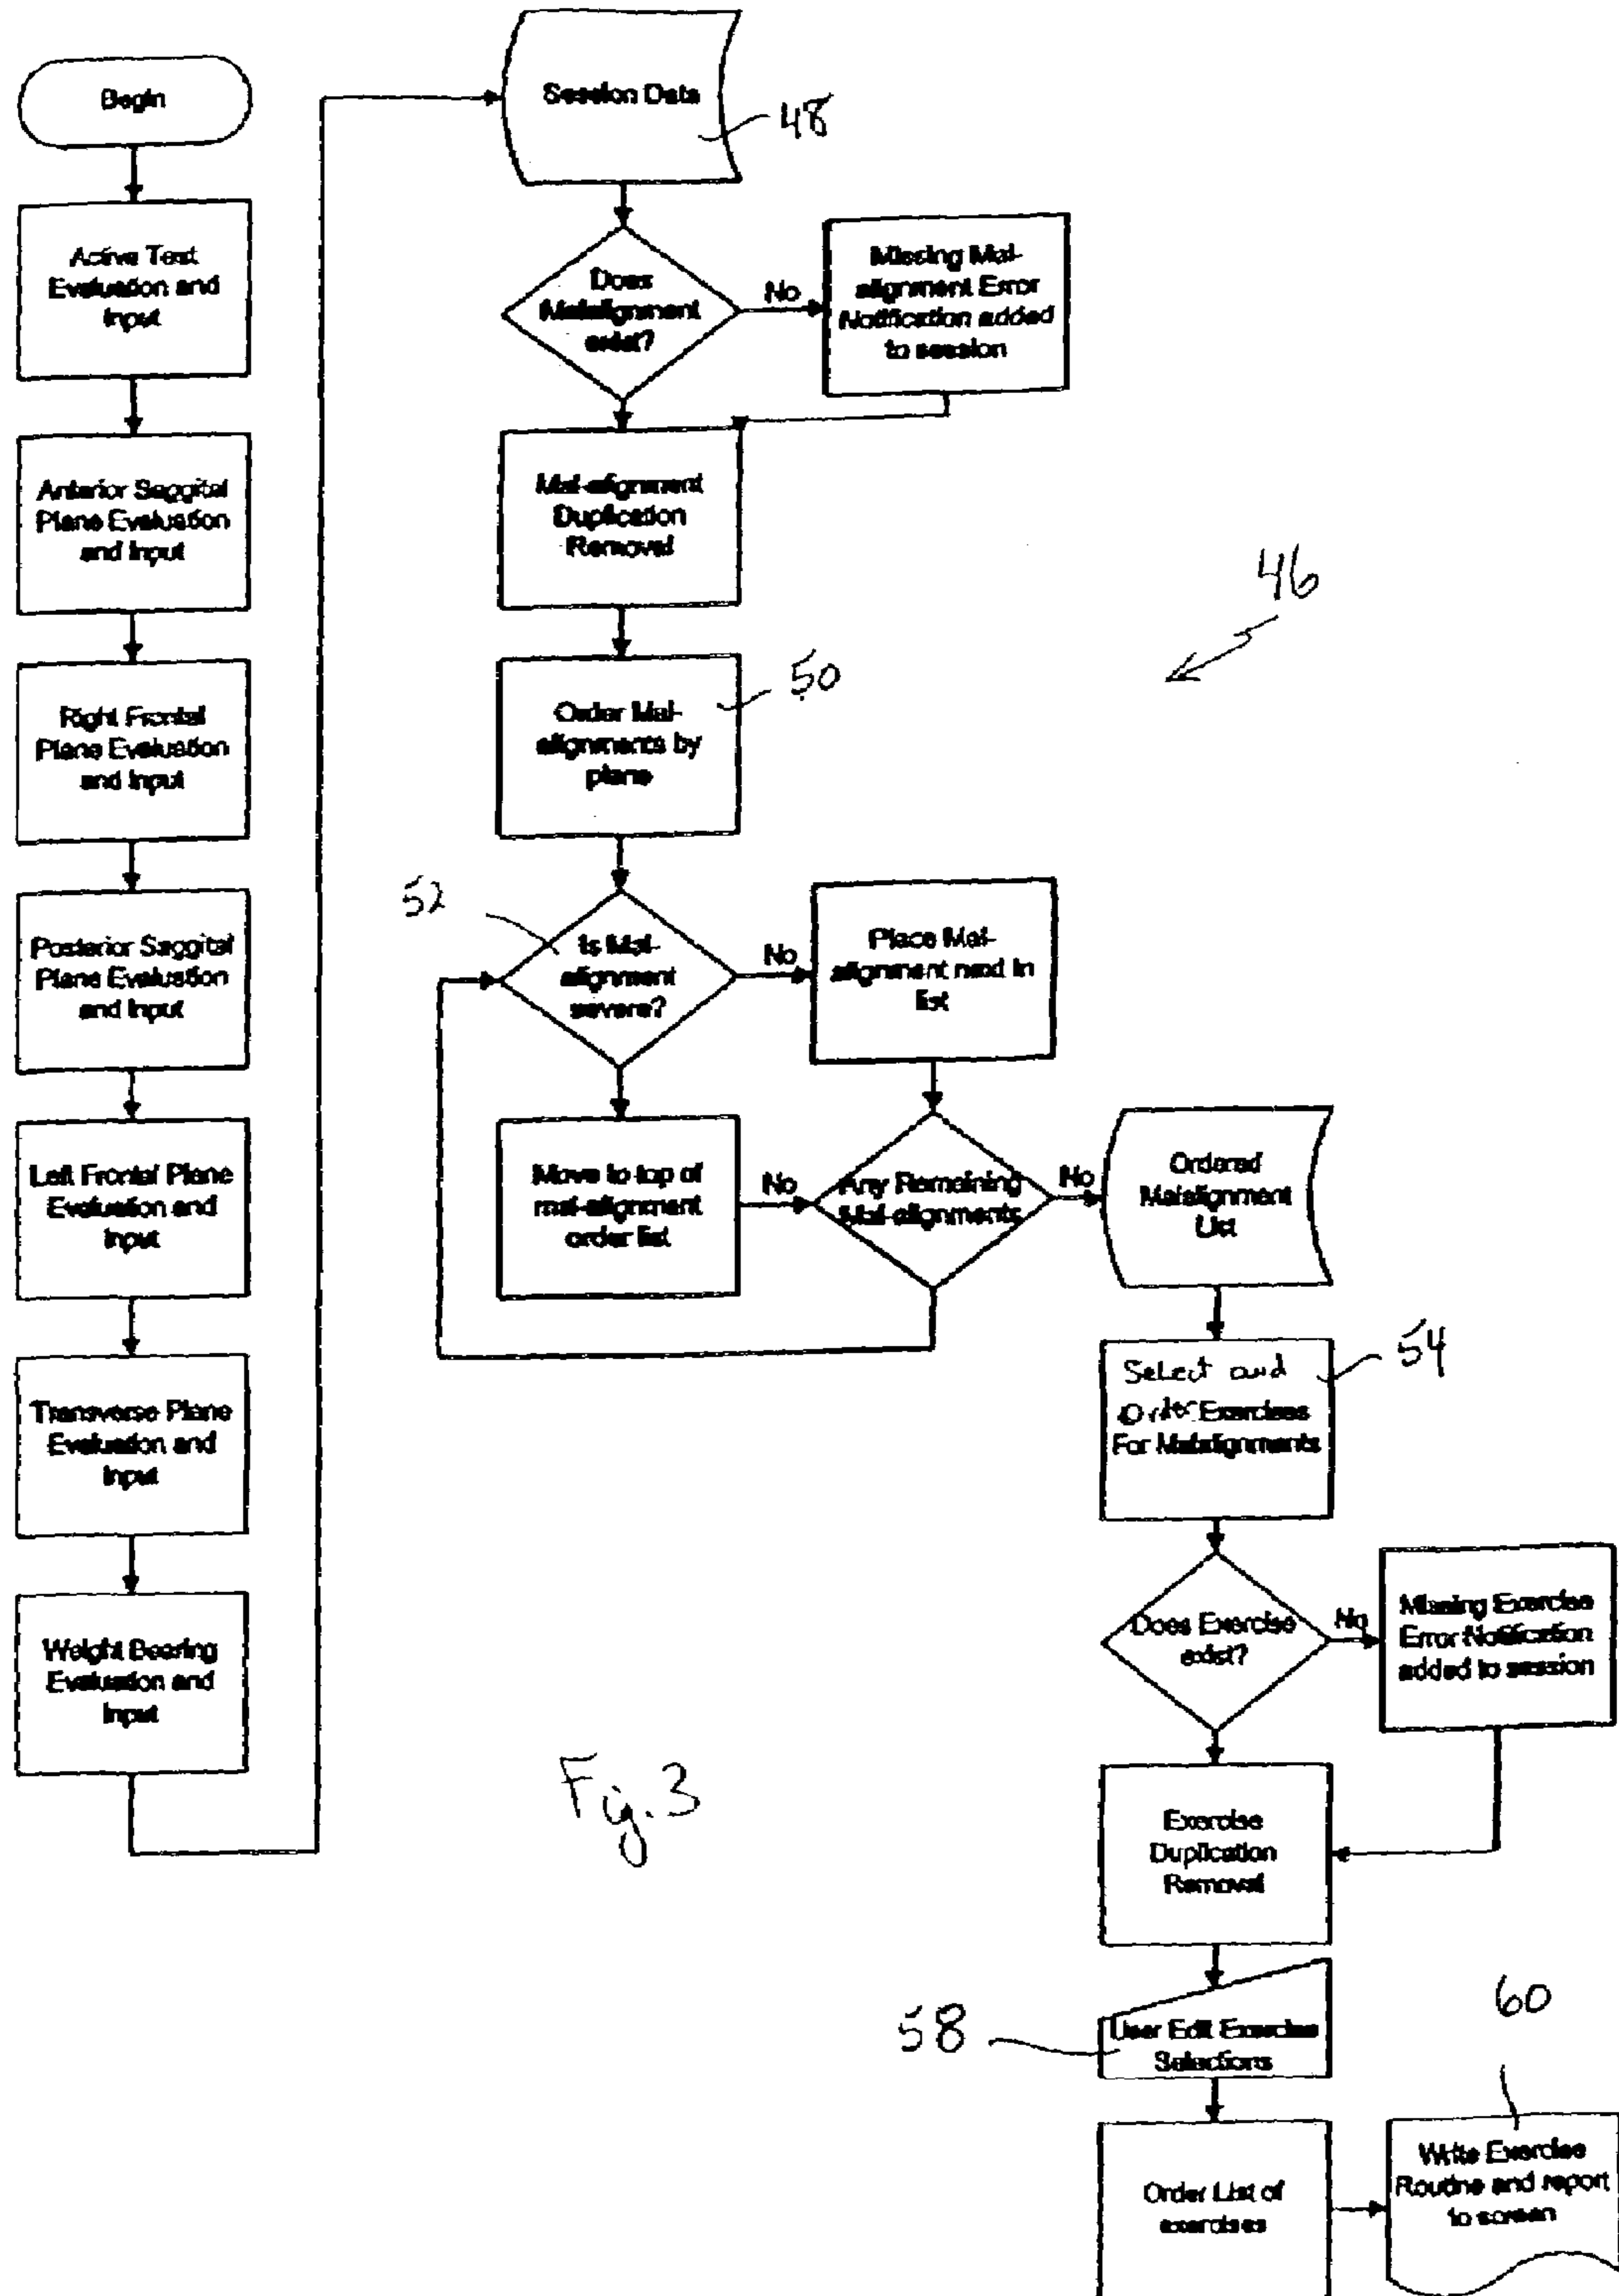 Begin
Active Test
Evaluation and
Input
Anterior Saggital
Plane Evaluation
and Input
Right Frontal
Plane Evaluation
and Input
Posterior Saggital
Plane Evaluation
and Input
Left Frontal Plane
Evaluation and
Input
Transverse Plane
Evaluation and
Input
Weight Bearing
Evaluation and
Input
Session Data
48
Does
Malalignment
exist?
No
Missing Mal-
alignment Error
Notification added
to session
Mal-alignment
Duplication
Removal
46
50
Order Mal-
alignments by
plane
52
Is Mal-
alignment
severe?
No
Place Mal-
alignment next in
list
Move to top of
mal-alignment
order list
No
Any Remaining
Mal-alignments
No
Ordered
Malalignment
List
54
Select and
Order Exercises
For Malalignments
Does Exercise
exist?
No
Missing Exercise
Error Notification
added to session
Fig. 3
Exercise
Duplication
Removal
58
User Edit Exercise
Selections
60
Order List of
exercises
Write Exercise
Routine and report
to screen